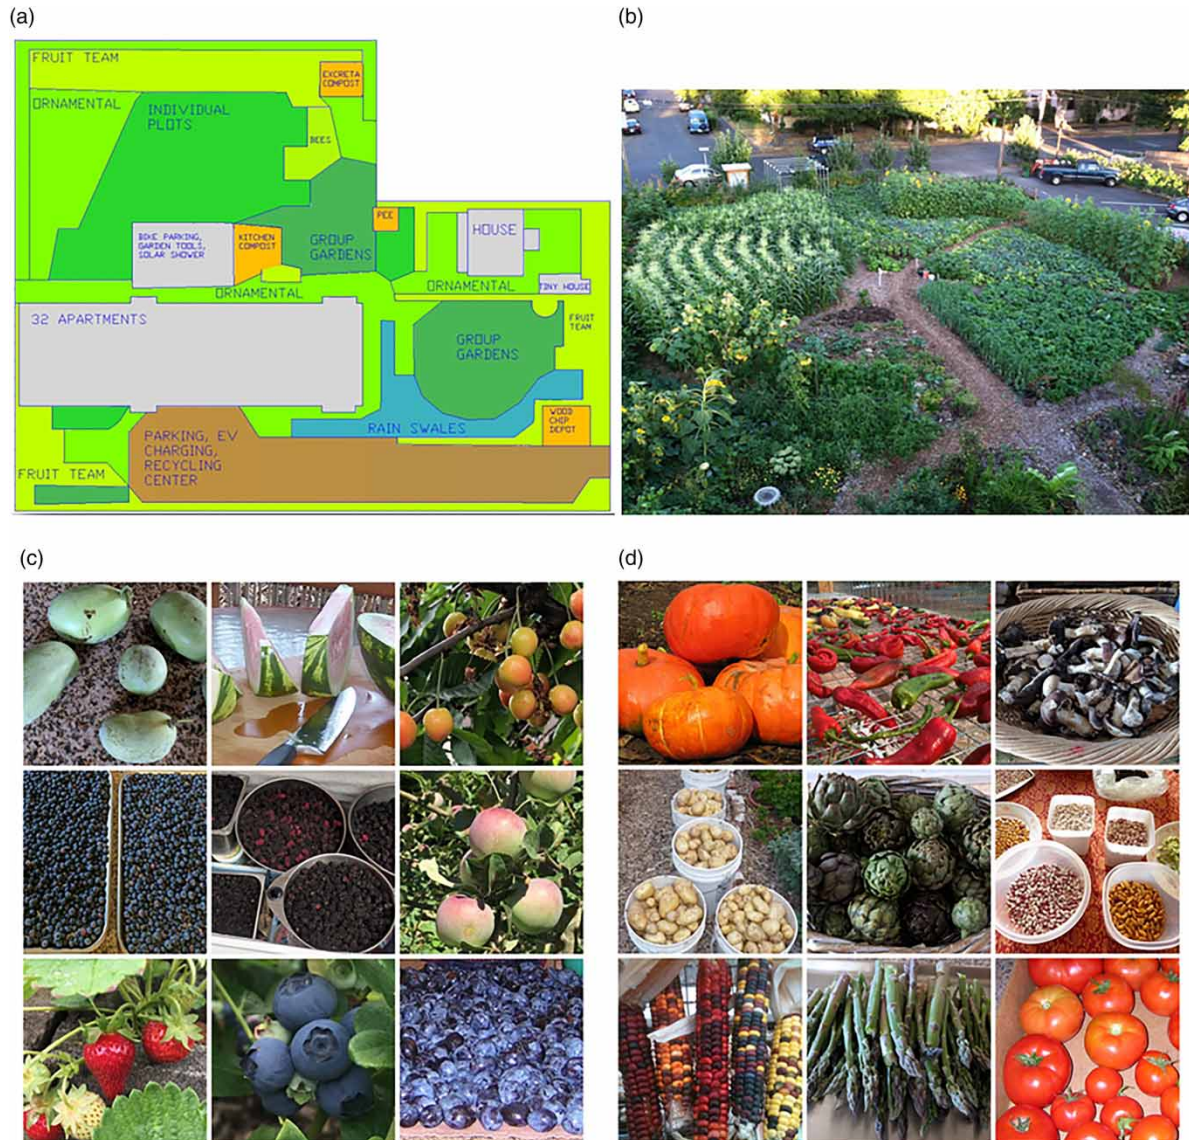 (a)
(b)
FRUIT TEAM
EXCRETA
COMPOST
ORNAMENTAL
INDIVIDUAL
PLOTS
BEES
PEE
BIKE PARKING,
GARDEN TOOLS,
SOLAR SHOWER
KITCHEN
COMPOST
GROUP
GARDENS
HOUSE
ORNAMENTAL
ORNAMENTAL
TINY HOUSE
32 APARTMENTS
FRUIT
TEAM
GROUP
GARDENS
RAIN SWALES
WOOD
CHIP
DEPOT
PARKING, EV
CHARGING,
RECYCLING
CENTER
FRUIT TEAM
(c)
(d)